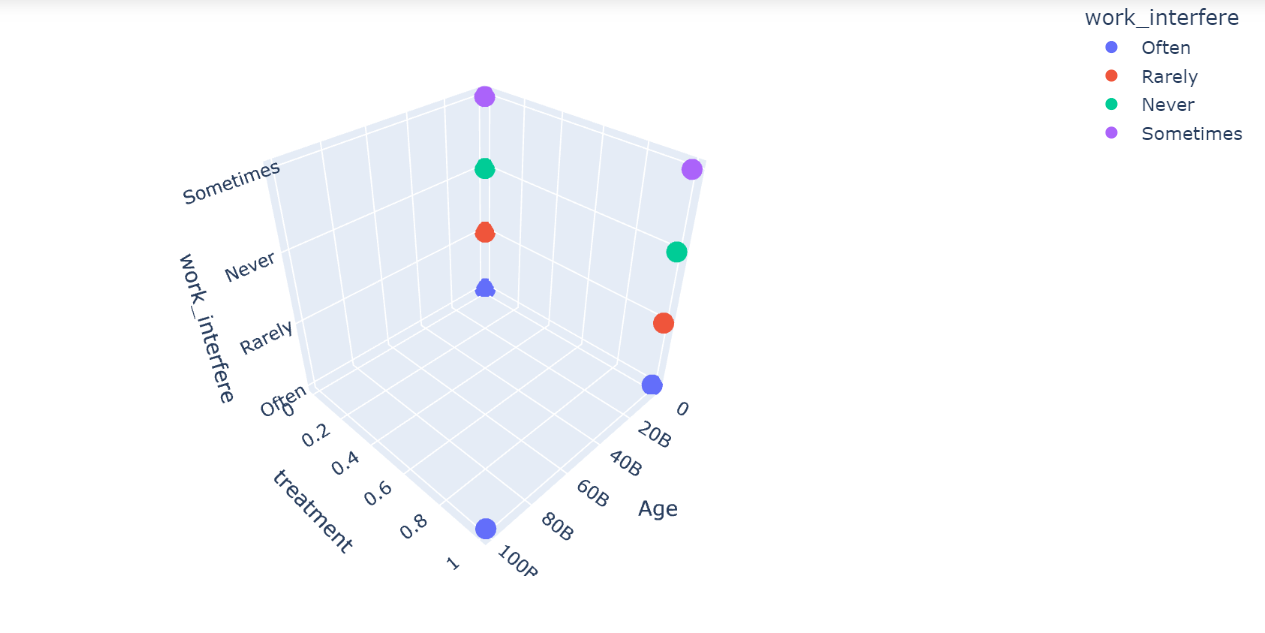 work_interfere
Often
Rarely
Never
Sometimes
Sometimes
Never
Rarely
Often
work_interfere
0
0.2
0.4
0.6
0.8
1
treatment
0
20B
40B
60B
80B
100B
Age